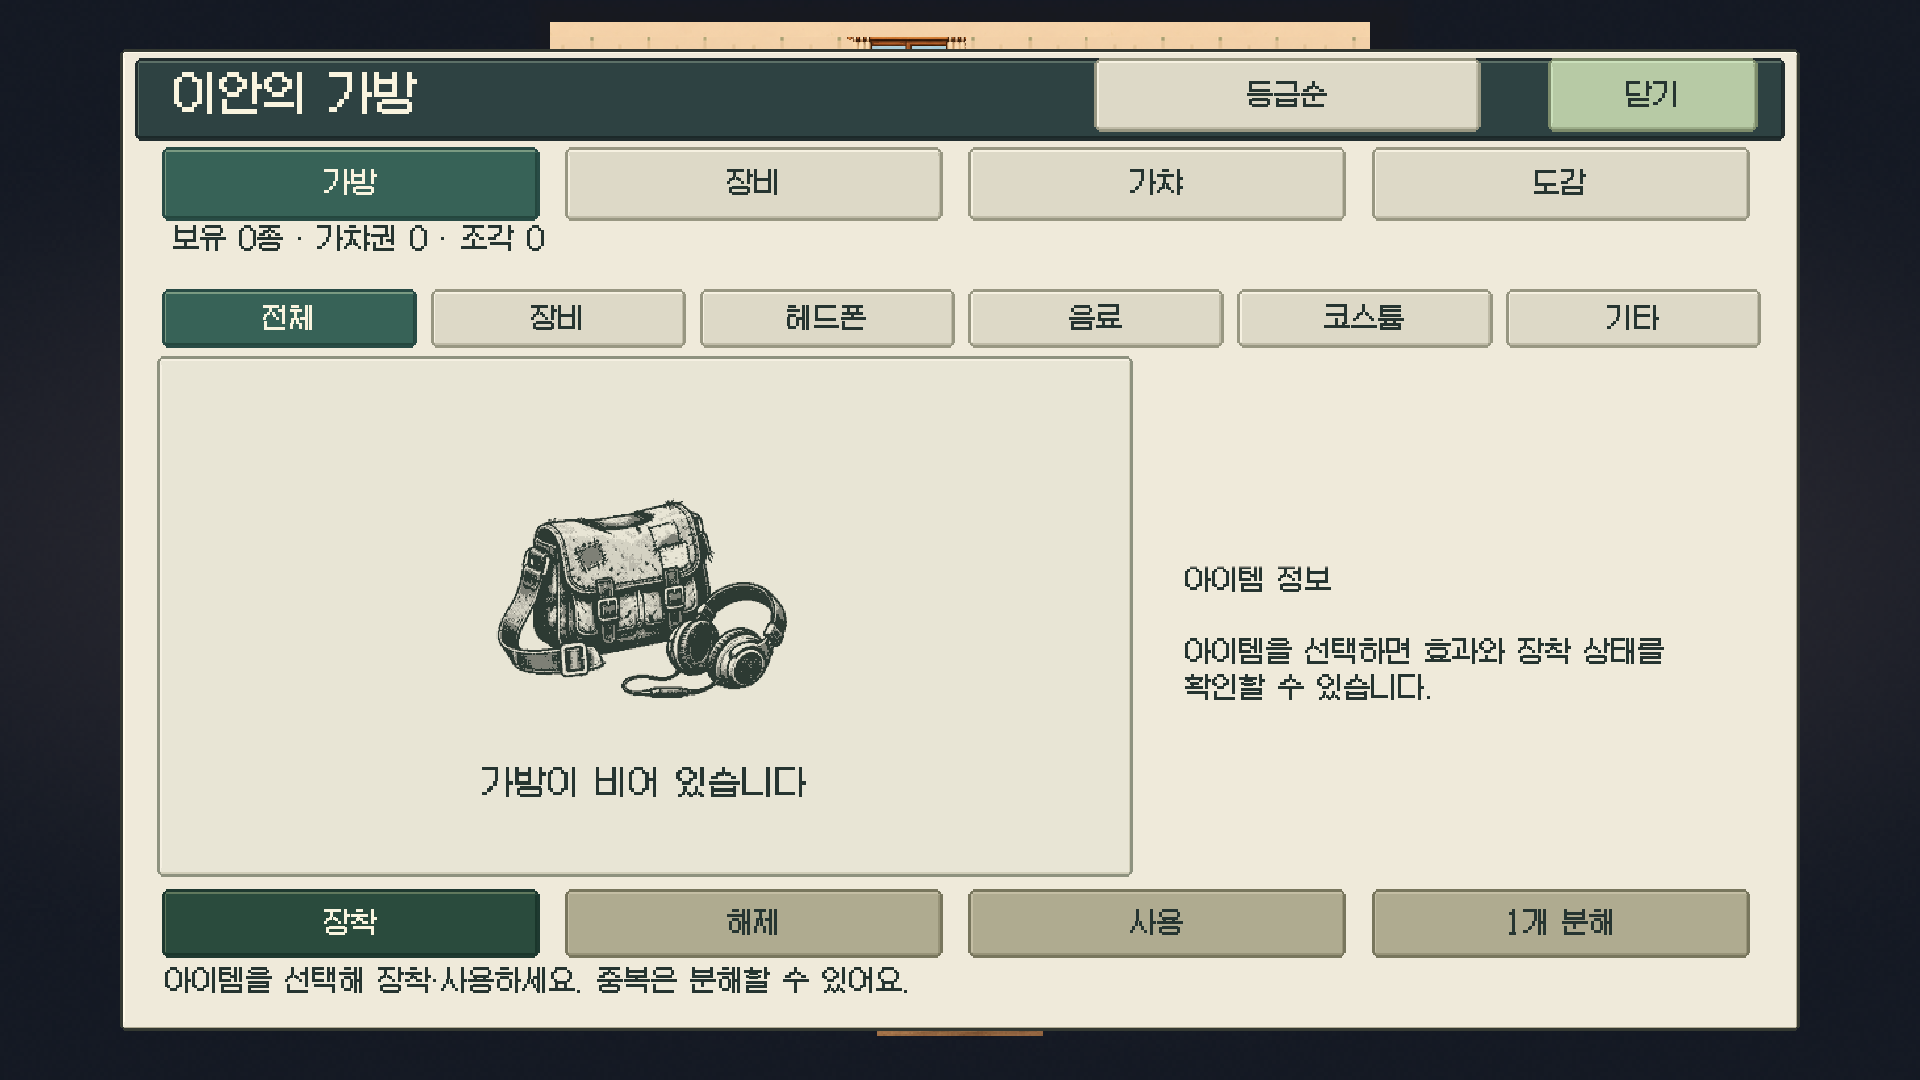 이안의 가방
등급순
닫기
가방
장비
가챠
도감
보유 0종 · 가챠권 0 · 조각 0
전체
장비
헤드폰
음료
코스튬
기타
가방이 비어 있습니다
아이템 정보
아이템을 선택하면 효과와 장착 상태를
확인할 수 있습니다.
장착
해제
사용
1개 분해
아이템을 선택해 장착·사용하세요. 중복은 분해할 수 있어요.